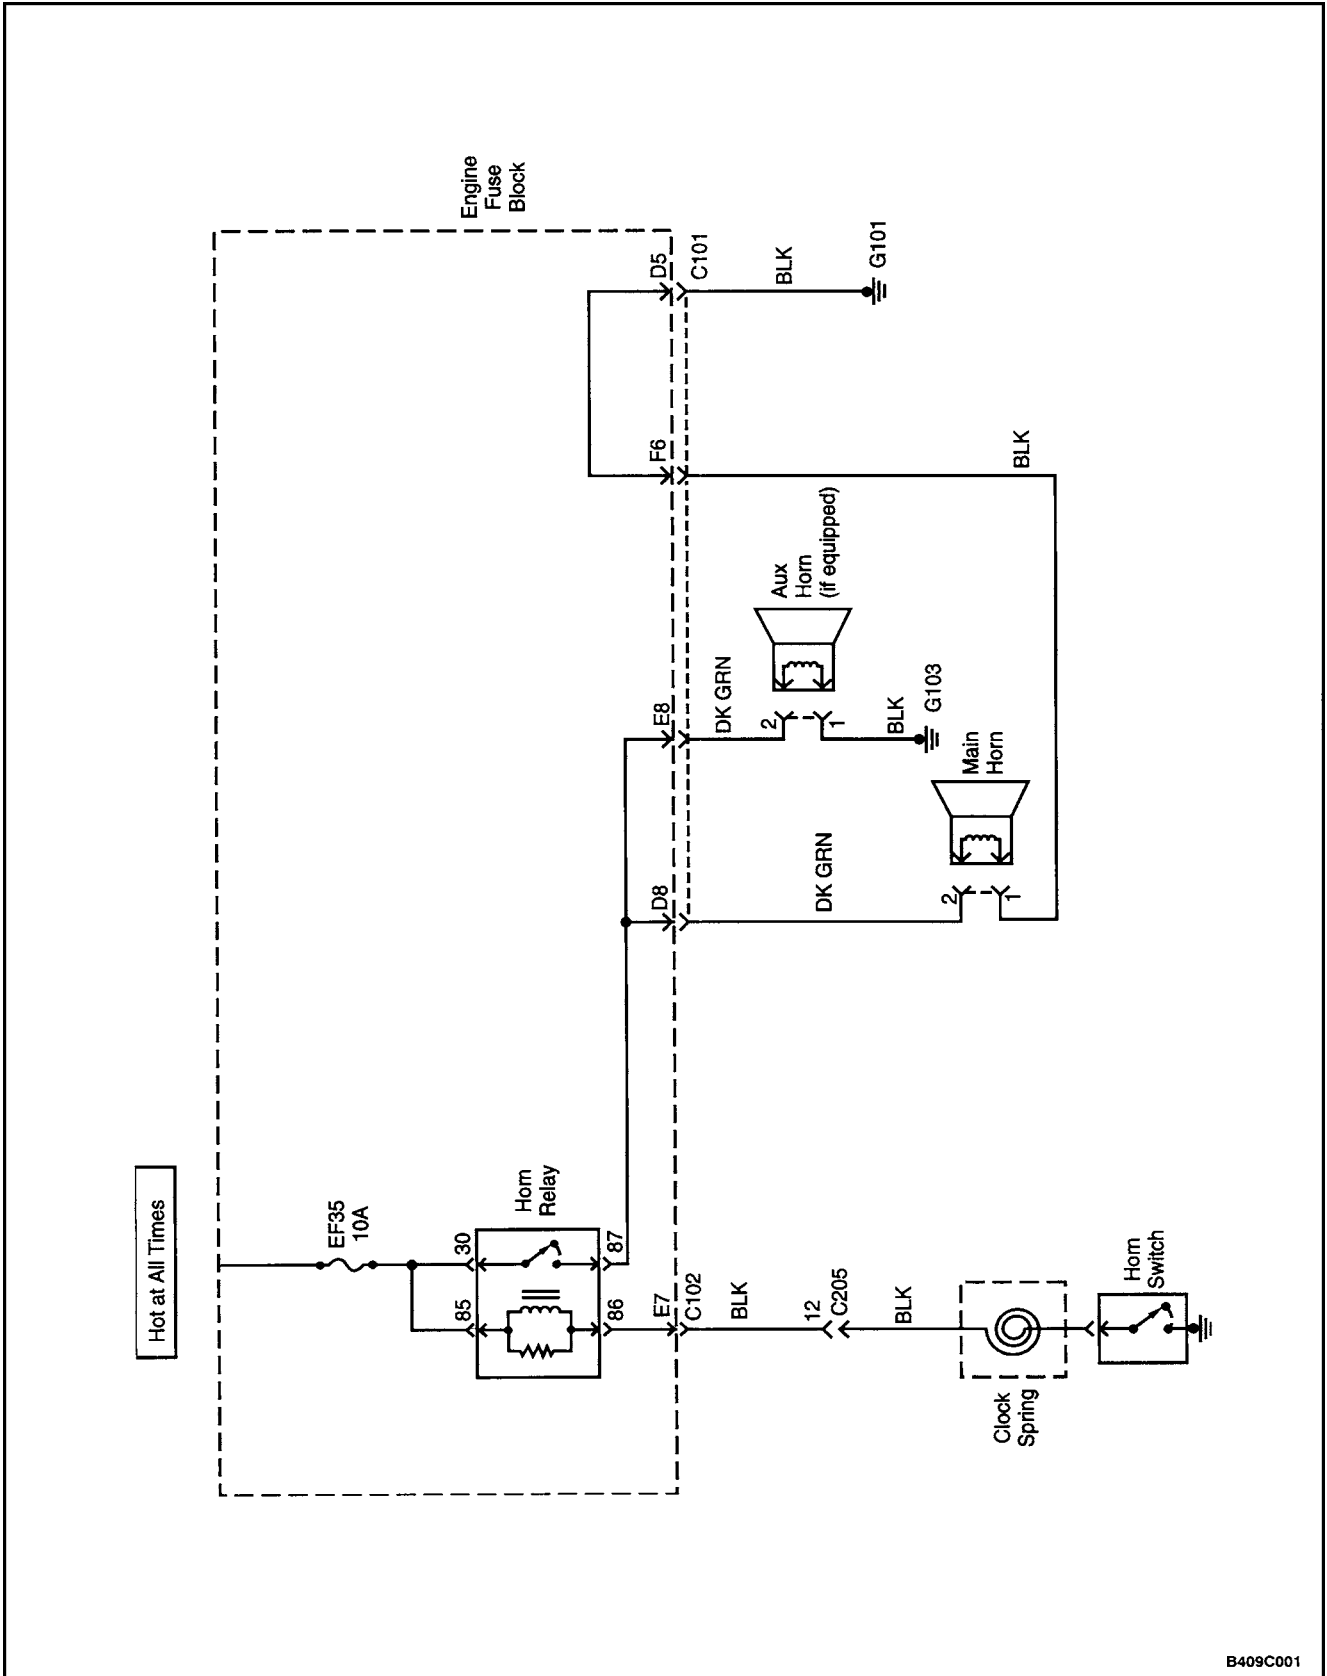 Hot at All Times
Engine
Fuse
Block
EF35
10A
30
85
Horn
Relay
87
86
E7
C102
D8
E8
F6
D5
C101
BLK
G101
BLK
DK GRN
2
1
Aux
Horn
(if equipped)
BLK
G103
DK GRN
2
1
Main
Horn
BLK
12
C205
BLK
Clock
Spring
Horn
Switch
B409C001